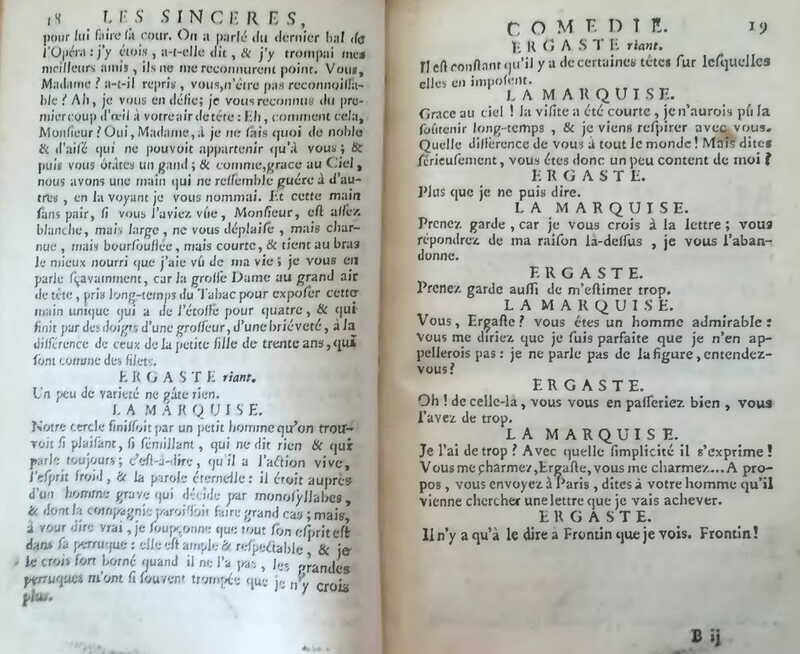 18 LES SINCERES,
pour lui faire ſa cour. On a parlé du dernier bal de
l'Opéra : j'y étois, a-t-elle dit, & j'y trompai mes
meilleurs amis, ils ne me reconnurent point. Vous,
Madame ? a-t-il repris, vous, n'étre pas reconnoiſſa-
ble ? Ah, je vous en défie; je vous reconnus du pre-
mier coup d'œil à votre air de téte : Eh, comment cela,
Monſieur ? Oui, Madame, à je ne ſais quoi de noble
& d'aiſé qui ne pouvoit appartenir qu'à vous ; &
puis vous ôtâtes un gand ; & comme, grace au Ciel,
nous avons une main qui ne reſſemble guére à d'au-
tres, en la voyant je vous nommai. Et cette main
ſans pair, ſi vous l'aviez vûe, Monſieur, eſt aſſez
blanche, mais large, ne vous déplaiſe, mais char-
nue, mais bourſouflée, mais courte, & tient au bras
le mieux nourri que j'aie vû de ma vie ; je vous en
parle ſçavamment, car la groſſe Dame au grand air
de téte, pris long-temps du Tabac pour expoſer cette
main unique qui a de l'étoffe pour quatre, & qui
finit par des doigts d'une groſſeur, d'une briéveté, à la
différence de ceux de la petite fille de trente ans, qui
ſont comme des filets.
ERGASTE riant.
Un peu de varieté ne gâte rien.
LA MARQUISE.
Notre cercle finiſſoit par un petit homme qu'on trou-
voit ſi plaiſant, ſi fémillant, qui ne dit rien & qui
parle toujours ; c'eſt-à-dire, qu'il a l'action vive,
l'eſprit froid, & la parole éternelle : il étoit auprès
d'un homme grave qui décide par monoſyllabes,
& dont la compagnie paroiſſoit faire grand cas ; mais,
à vour dire vrai, je ſoupçonne que tout ſon eſprit eſt
dans ſa perruque : elle eſt ample & reſpectable, & je
le crois fort borné quand il ne l'a pas, les grandes
perruques m'ont ſi ſouvent trompée que je n'y crois
plus.
COMEDIE. 19
ERGASTE riant.
Il eſt conſtant qu'il y a de certaines tétes ſur leſquelles
elles en impoſent.
LA MARQUISE.
Grace au ciel ! la viſite a été courte, je n'aurois pû la
ſoûtenir long-temps, & je viens reſpirer avec vous.
Quelle différence de vous à tout le monde ! Mais dites
ſérieuſement, vous étes donc un peu content de moi ?
ERGASTE.
Plus que je ne puis dire.
LA MARQUISE.
Prenez garde, car je vous crois à la lettre ; vous
répondrez de ma raiſon là-deſſus, je vous l'aban-
donne.
ERGASTE.
Prenez garde auſſi de m'eſtimer trop.
LA MARQUISE.
Vous, Ergaſte ? vous étes un homme admirable :
vous me diriez que je ſuis parfaite que je n'en ap-
pellerois pas : je ne parle pas de la figure, entendez-
vous ?
ERGASTE.
Oh ! de celle-là, vous vous en paſſeriez bien, vous
l'avez de trop.
LA MARQUISE.
Je l'ai de trop ? Avec quelle ſimplicité il s'exprime !
Vous me charmez, Ergaſte, vous me charmez.... A pro-
pos, vous envoyez à Paris, dites à votre homme qu'il
vienne chercher une lettre que je vais achever.
ERGASTE.
Il n'y a qu'à le dire à Frontin que je vois. Frontin !
B ij